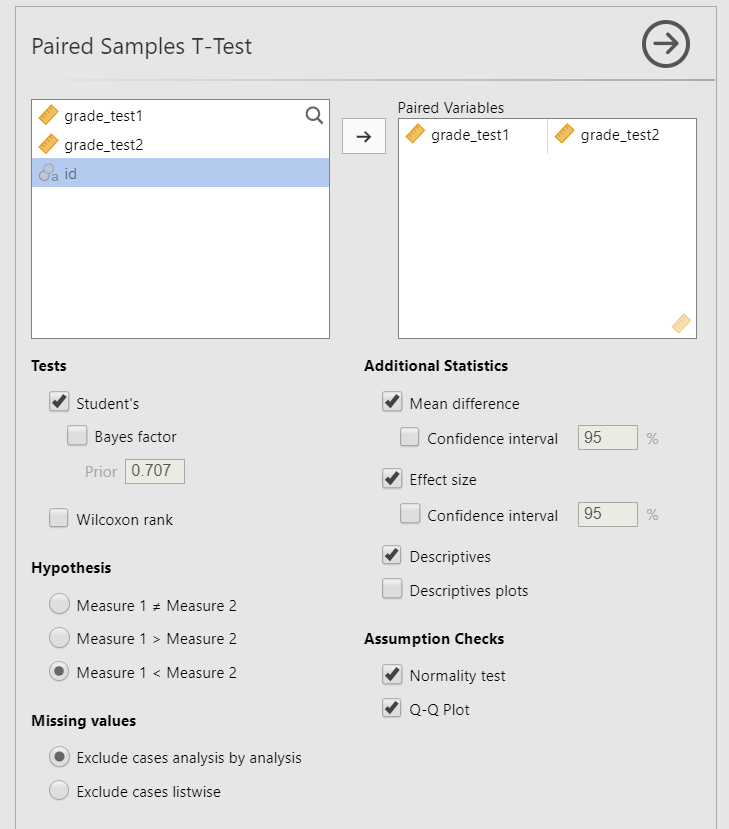 Paired Samples T-Test
grade_test1
grade_test2
a id
Paired Variables
grade_test1 grade_test2
Tests
Student's
Bayes factor
Prior 0.707
Wilcoxon rank
Hypothesis
Measure 1 ≠ Measure 2
Measure 1 > Measure 2
Measure 1 < Measure 2
Missing values
Exclude cases analysis by analysis
Exclude cases listwise
Additional Statistics
Mean difference
Confidence interval 95 %
Effect size
Confidence interval 95 %
Descriptives
Descriptives plots
Assumption Checks
Normality test
Q-Q Plot